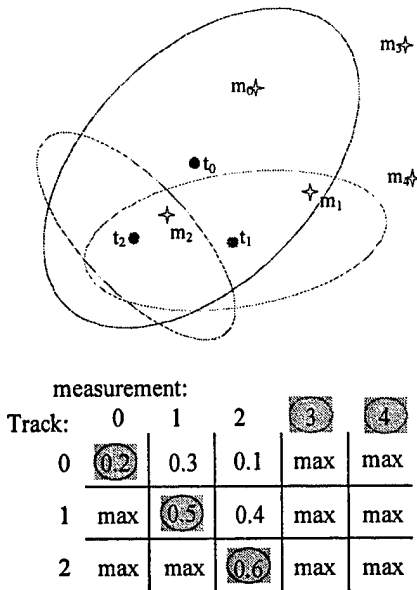 m3
m0
t0
m4
m1
m2
t2
t1
measurement:
Track: 0 1 2 3 4
0 0.2 0.3 0.1 max max
1 max 0.5 0.4 max max
2 max max 0.6 max max